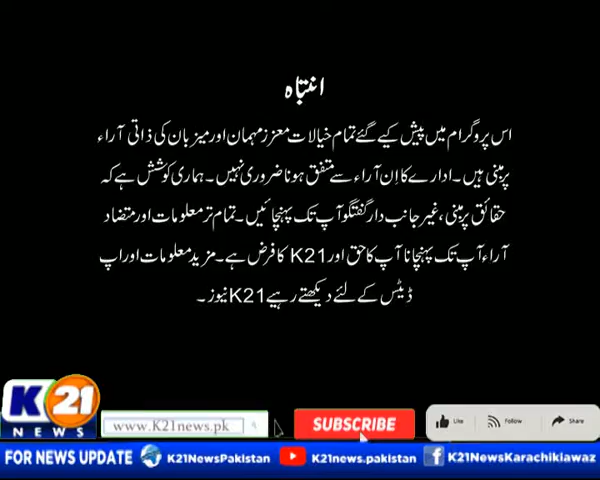 انتباہ
اس پروگرام میں پیش کیے گئے تمام خیالات معزز مہمان اور میزبان کی ذاتی آراء
پر مبنی ہیں۔ ادارے کا اِن آراء سے متفق ہونا ضروری نہیں۔ ہماری کوشش ہے کہ
حقائق پر مبنی، غیر جانب دار گفتگو آپ تک پہنچائیں۔ تمام تر معلومات اور متضاد
آراء آپ تک پہنچانا آپ کا حق اور K21 کا فرض ہے۔ مزید معلومات اور اپ
ڈیٹس کے لئے دیکھتے رہیے K21 نیوز۔
K21
NEWS
www.K21news.pk
SUBSCRIBE
Like
Follow
Share
FOR NEWS UPDATE
K21NewsPakistan
K21news.pakistan
K21NewsKarachikiawaz